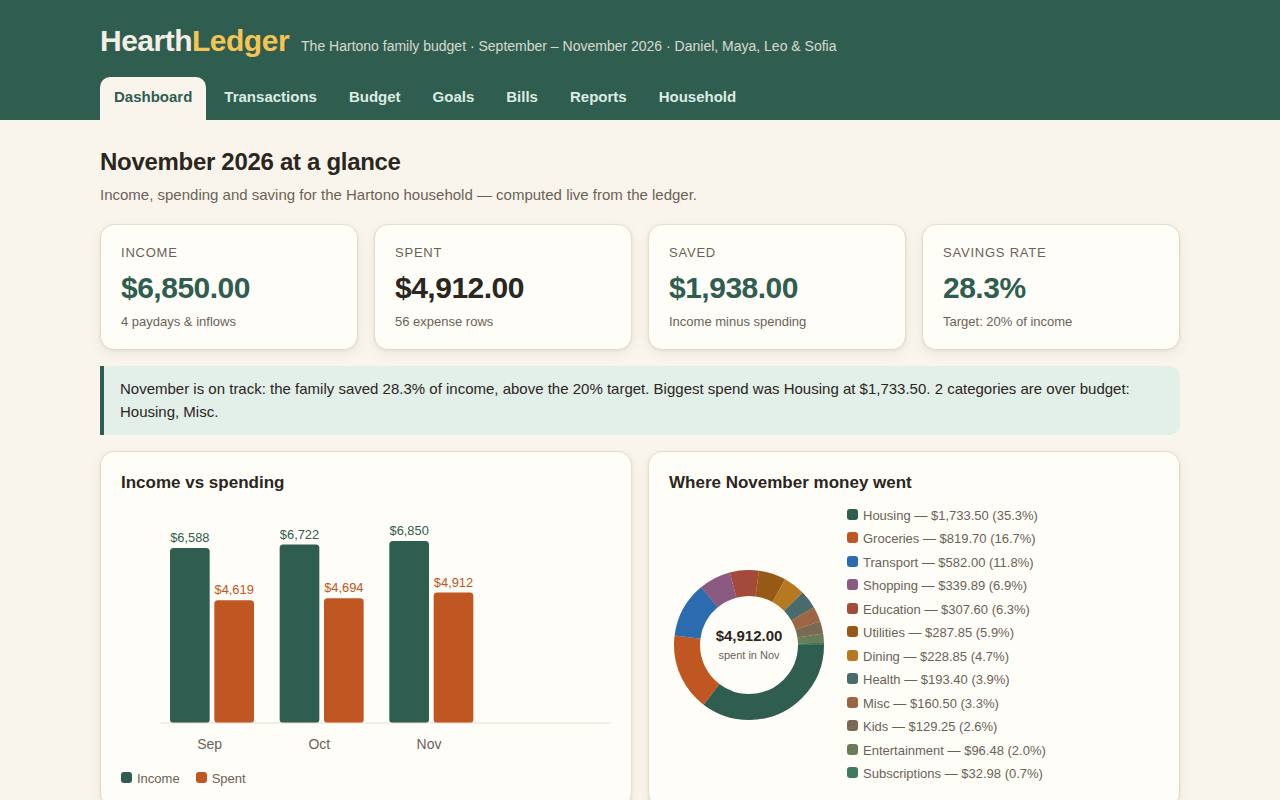 HearthLedger The Hartono family budget · September – November 2026 · Daniel, Maya, Leo & Sofia
Dashboard Transactions Budget Goals Bills Reports Household
November 2026 at a glance
Income, spending and saving for the Hartono household — computed live from the ledger.
INCOME
$6,850.00
4 paydays & inflows
SPENT
$4,912.00
56 expense rows
SAVED
$1,938.00
Income minus spending
SAVINGS RATE
28.3%
Target: 20% of income
November is on track: the family saved 28.3% of income, above the 20% target. Biggest spend was Housing at $1,733.50. 2 categories are over budget:
Housing, Misc.
Income vs spending
$6,588 $4,619 $6,722 $4,694 $6,850 $4,912
Sep Oct Nov
Income Spent
Where November money went
$4,912.00
spent in Nov
Housing — $1,733.50 (35.3%)
Groceries — $819.70 (16.7%)
Transport — $582.00 (11.8%)
Shopping — $339.89 (6.9%)
Education — $307.60 (6.3%)
Utilities — $287.85 (5.9%)
Dining — $228.85 (4.7%)
Health — $193.40 (3.9%)
Misc — $160.50 (3.3%)
Kids — $129.25 (2.6%)
Entertainment — $96.48 (2.0%)
Subscriptions — $32.98 (0.7%)